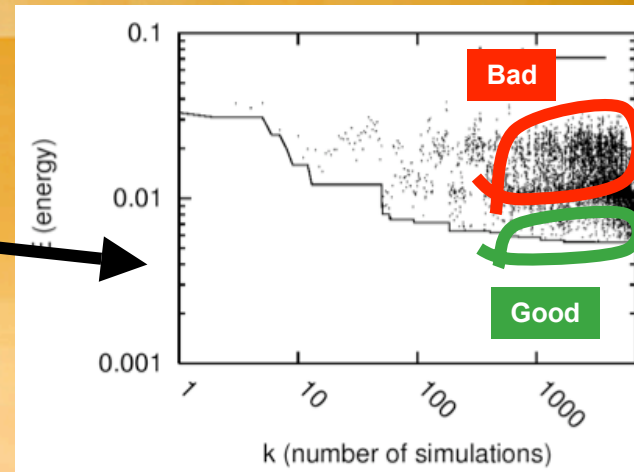 0.1
Bad
E (energy)
0.01
Good
0.001
1
10
100
1000
k (number of simulations)